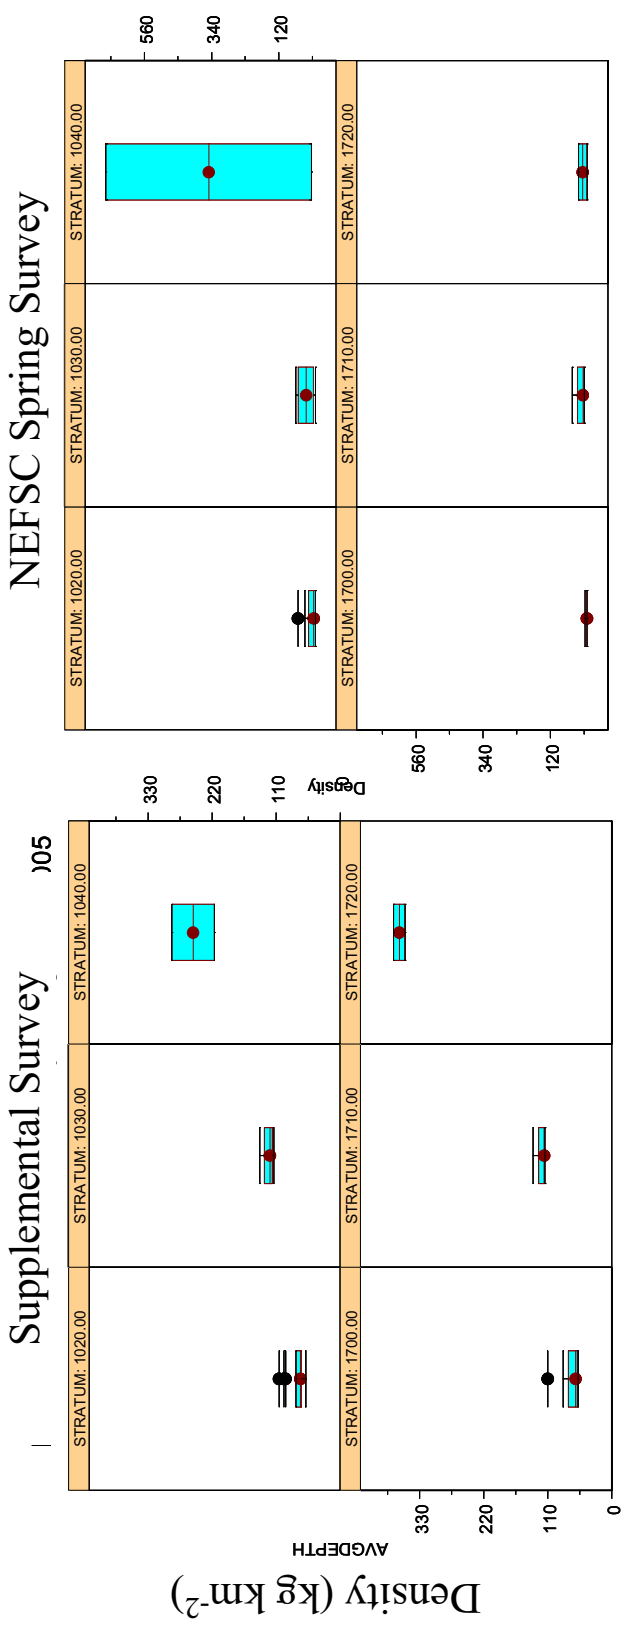 Supplemental Survey
05
STRATUM: 1020.00
STRATUM: 1030.00
STRATUM: 1040.00
330
220
110
0
STRATUM: 1700.00
STRATUM: 1710.00
STRATUM: 1720.00
330
220
110
0
AVGDEPTH
Density (kg km-2)
NEFSC Spring Survey
STRATUM: 1020.00
STRATUM: 1030.00
STRATUM: 1040.00
560
340
120
STRATUM: 1700.00
STRATUM: 1710.00
STRATUM: 1720.00
560
340
120
Density